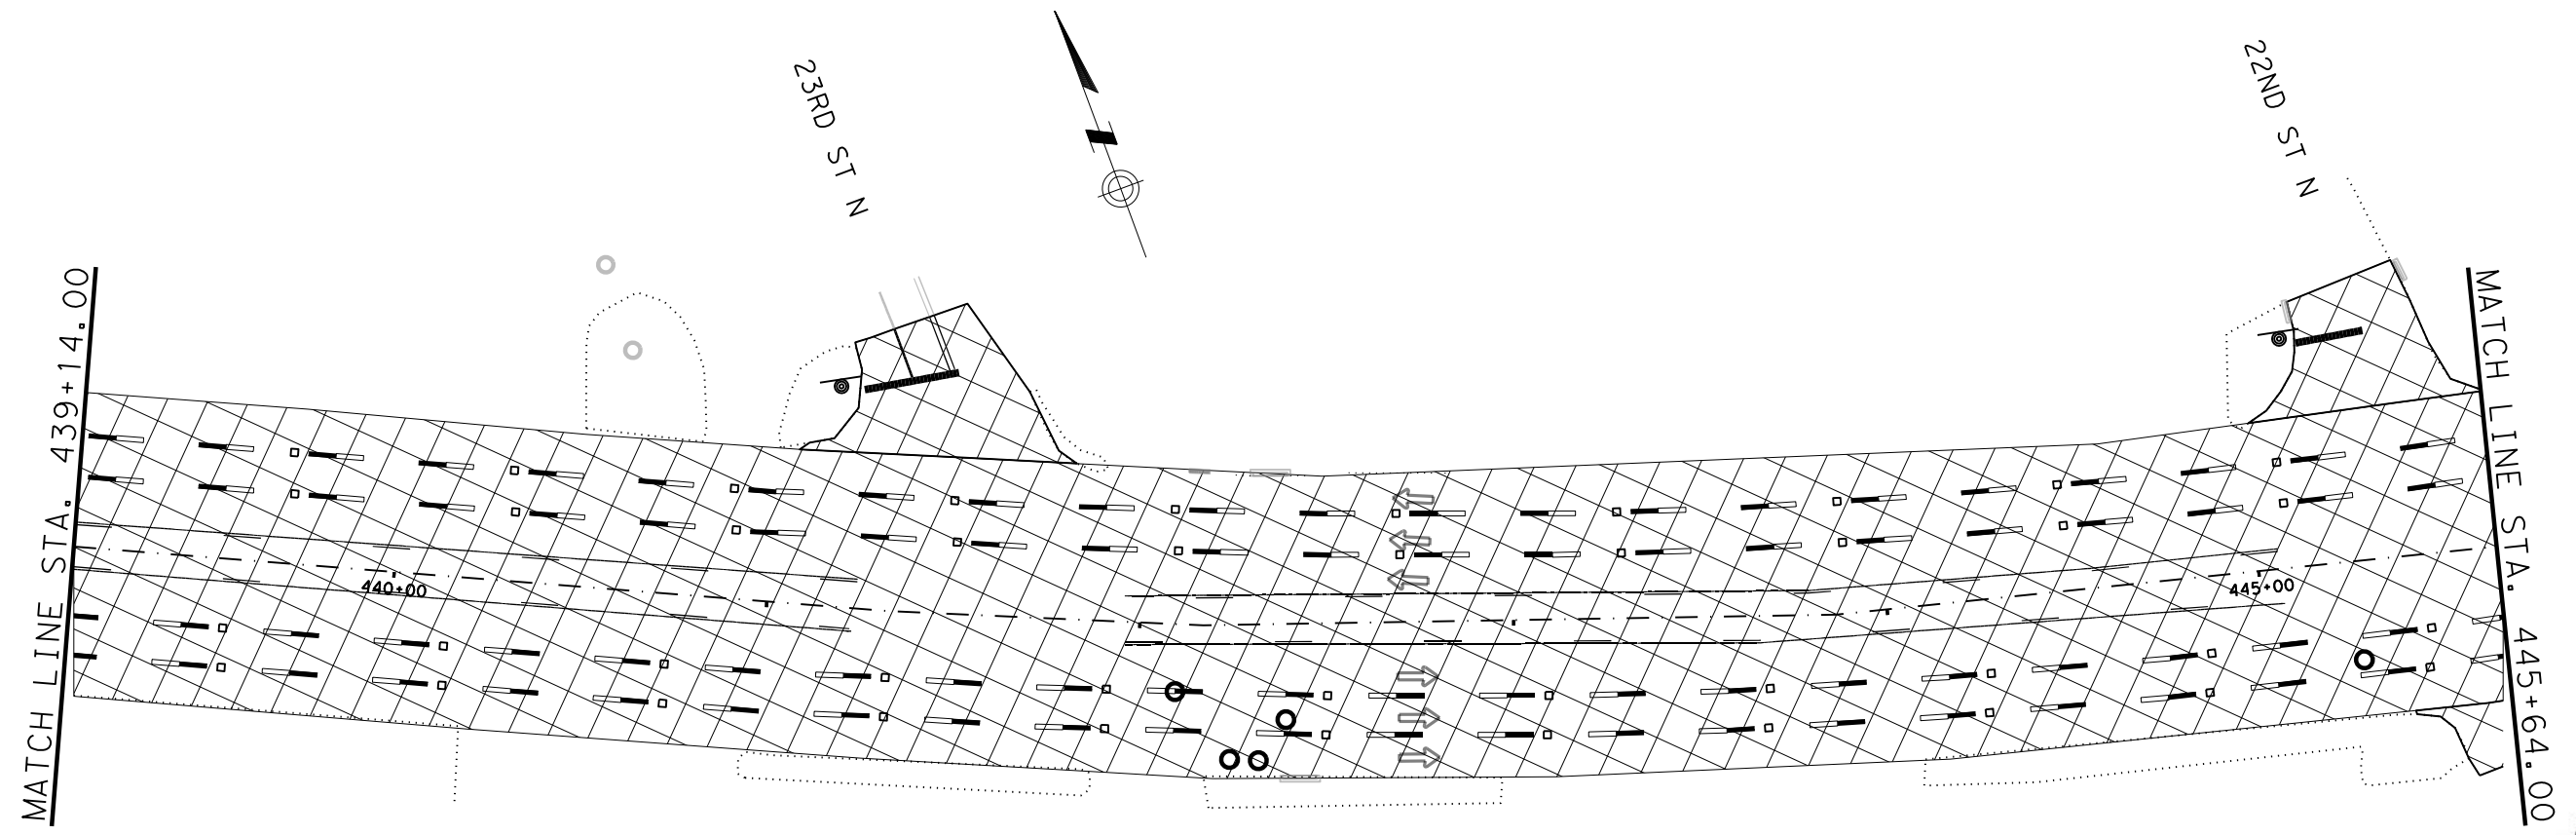 MATCH LINE STA. 439+14.00
23RD ST N
22ND ST N
440+00
445+00
MATCH LINE STA. 445+64.00